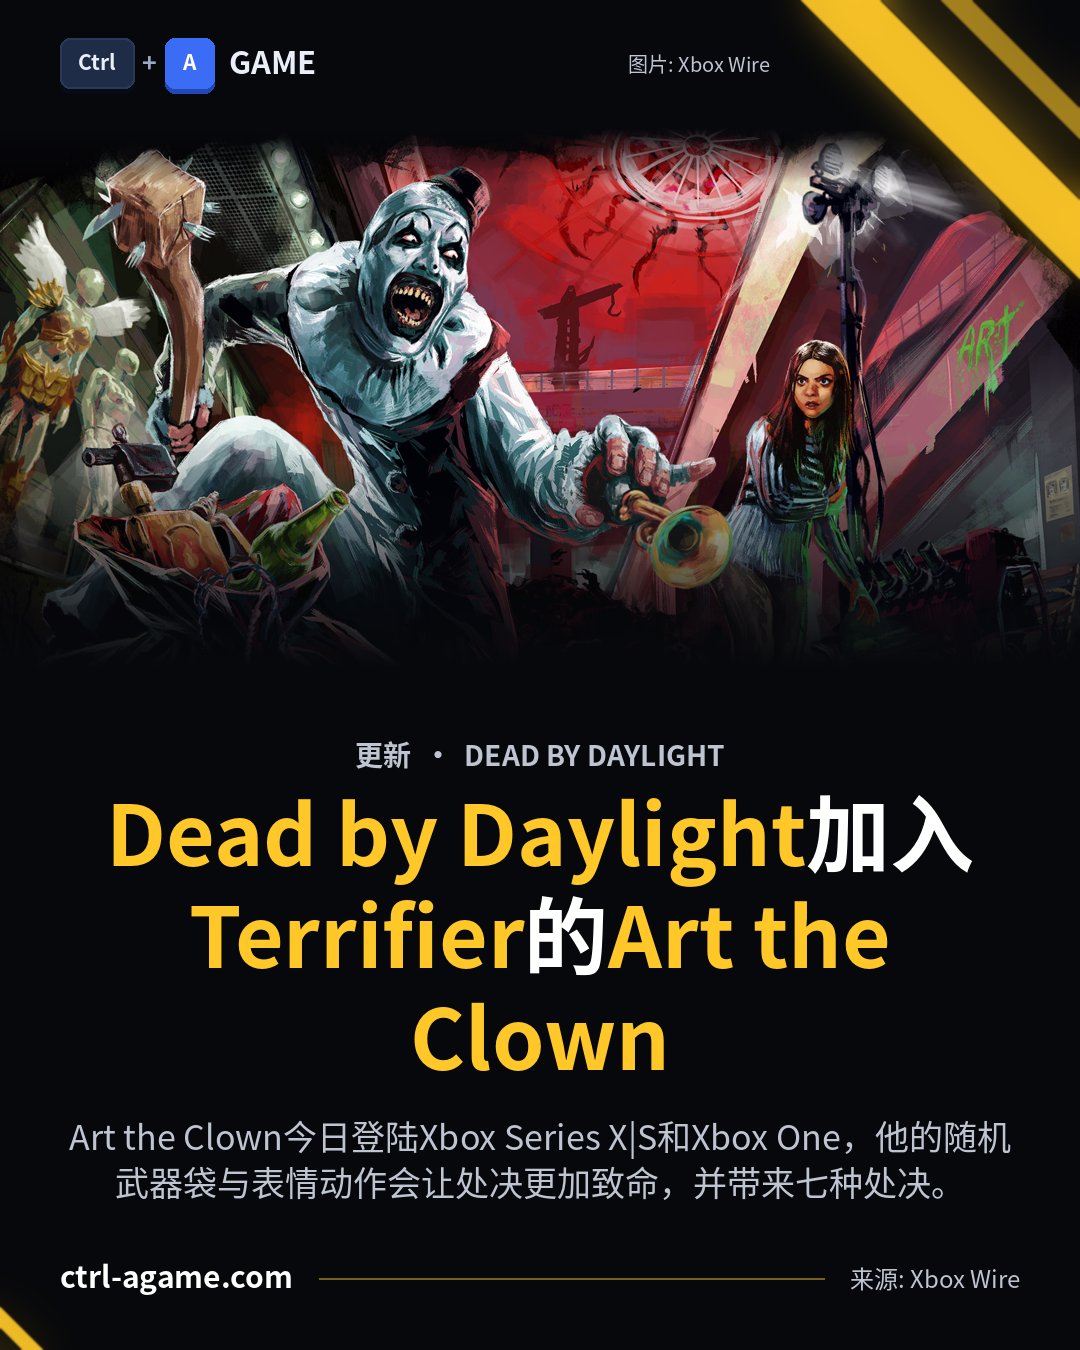 Ctrl + A GAME
图片: Xbox Wire
ART
更新 · DEAD BY DAYLIGHT
Dead by Daylight加入
Terrifier的Art the
Clown
Art the Clown今日登陆Xbox Series X|S和Xbox One，他的随机
武器袋与表情动作会让处决更加致命，并带来七种处决。
ctrl-agame.com
来源: Xbox Wire